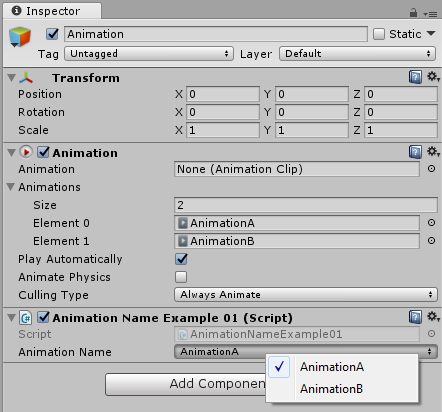 Inspector
Animation Static
Tag Untagged Layer Default
Transform
Position X 0 Y 0 Z 0
Rotation X 0 Y 0 Z 0
Scale X 1 Y 1 Z 1
Animation
Animation None (Animation Clip)
Animations
Size 2
Element 0 AnimationA
Element 1 AnimationB
Play Automatically
Animate Physics
Culling Type Always Animate
C# Animation Name Example 01 (Script)
Script AnimationNameExample01
Animation Name AnimationA
AnimationA
Add Componen
AnimationB